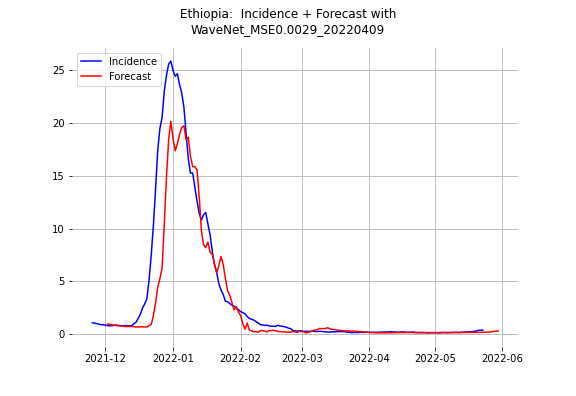 Ethiopia:  Incidence + Forecast with
WaveNet_MSE0.0029_20220409
Incidence
Forecast
25
20
15
10
5
0
2021-12 2022-01 2022-02 2022-03 2022-04 2022-05 2022-06